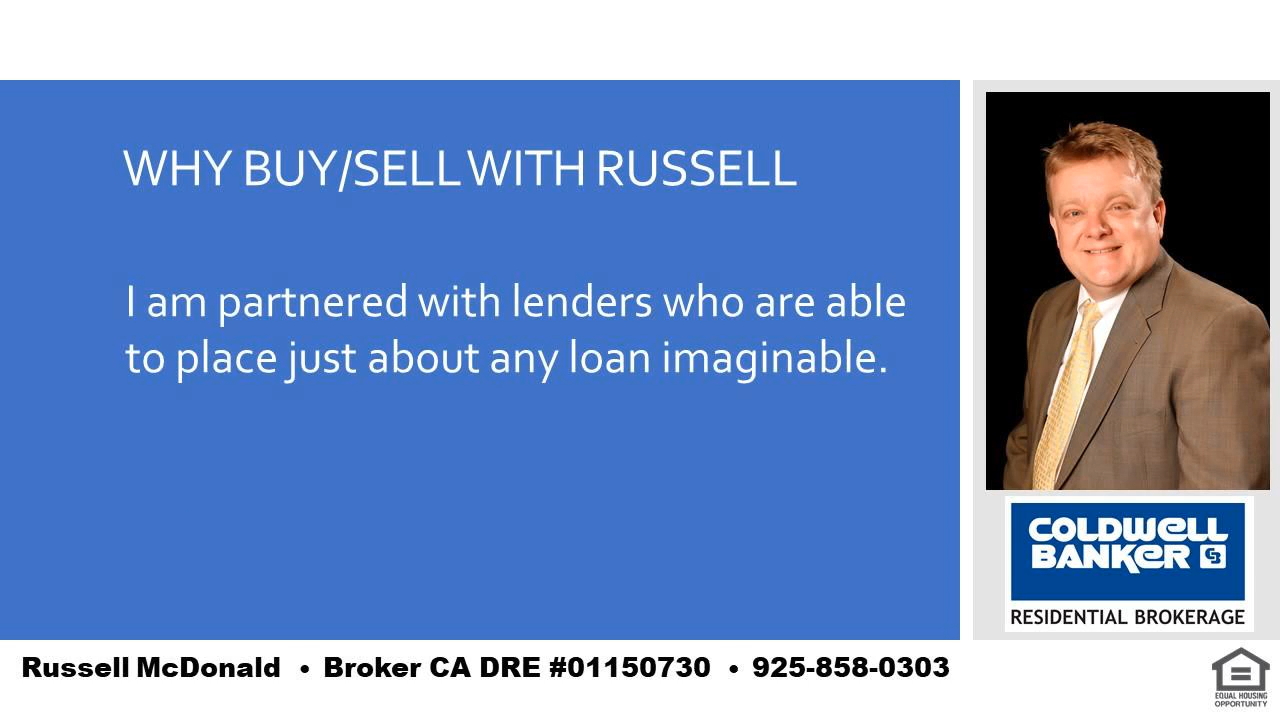 WHY BUY/SELL WITH RUSSELL
I am partnered with lenders who are able
to place just about any loan imaginable.
COLDWELL
BANKER CB
RESIDENTIAL BROKERAGE
Russell McDonald • Broker CA DRE #01150730 • 925-858-0303
EQUAL HOUSING
OPPORTUNITY